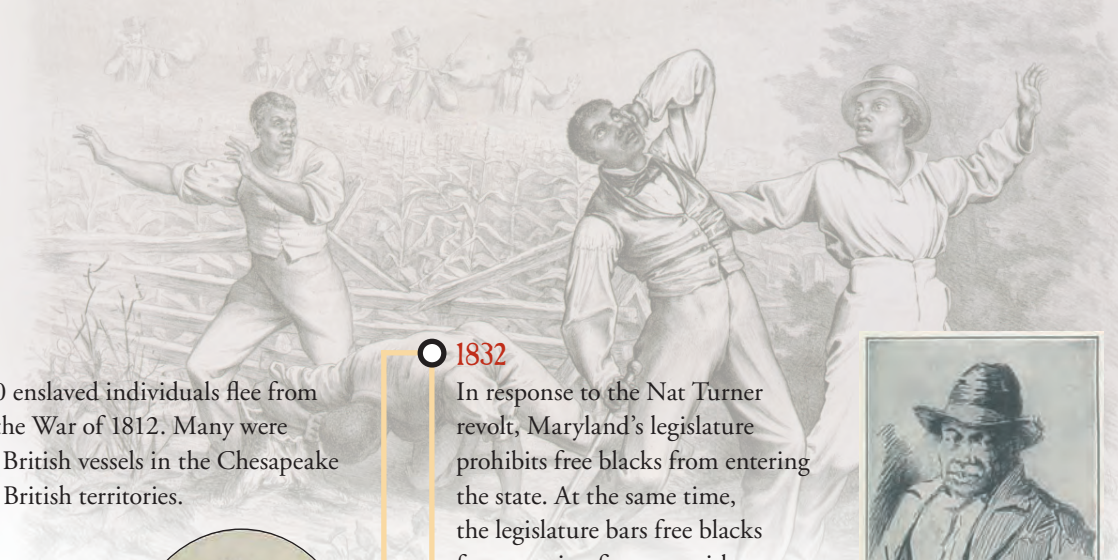 0 enslaved individuals flee from
the War of 1812. Many were
British vessels in the Chesapeake
British territories.
1832
In response to the Nat Turner
revolt, Maryland’s legislature
prohibits free blacks from entering
the state. At the same time,
the legislature bars free blacks